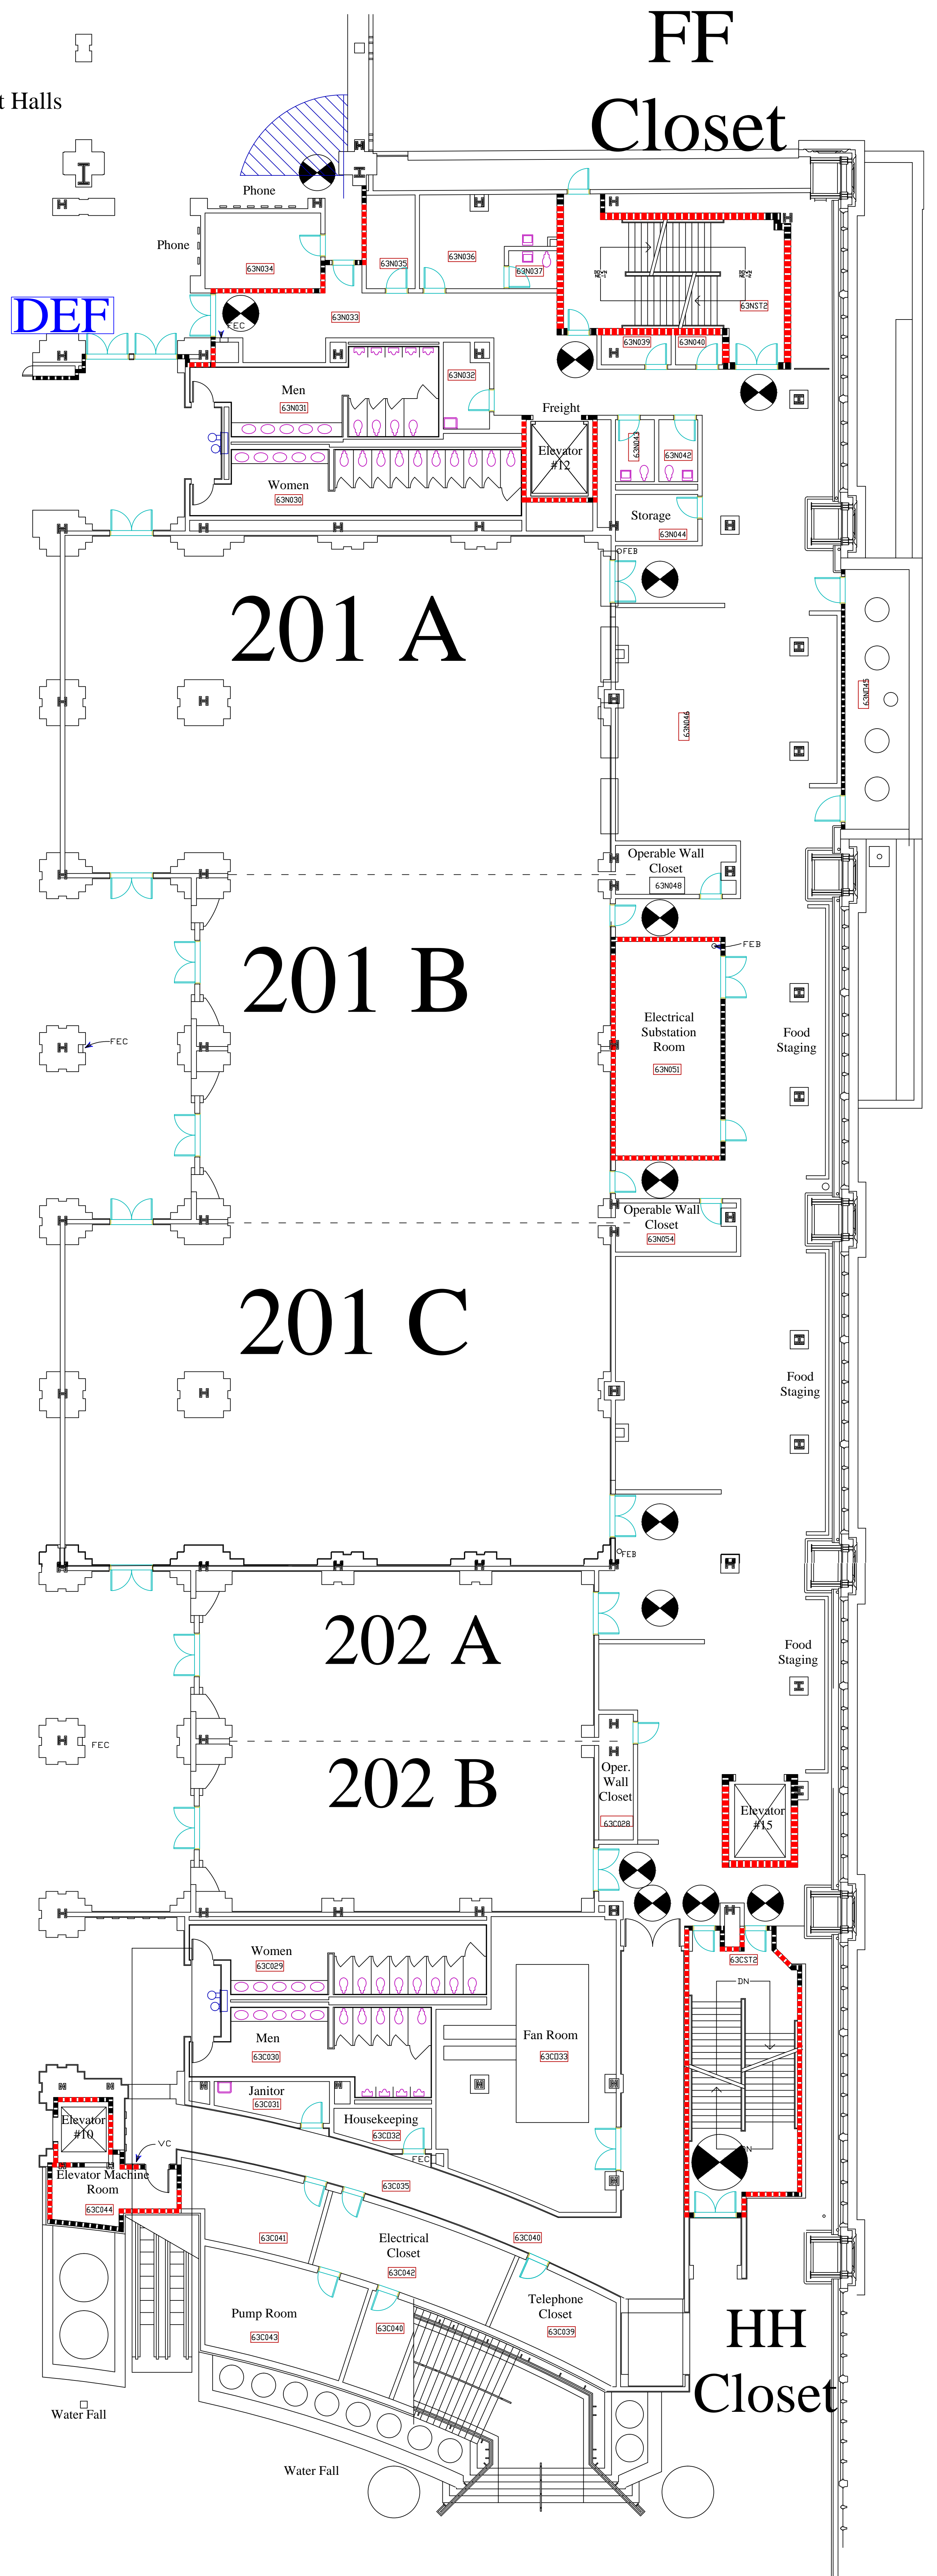 FF
Closet
t Halls
Phone
Phone
63N034
63N035
63N036
63N037
DEF
FEC
63N033
63NST2
63N039
63N040
Men
63N031
63N032
Freight
Elevator
#12
63N043
63N042
Women
63N030
Storage
63N044
FEB
201 A
63N045
63N046
Operable Wall
Closet
63N048
FEB
201 B
Electrical
Substation
Room
63N051
Food
Staging
FEC
Operable Wall
Closet
63N054
201 C
Food
Staging
FEB
202 A
Food
Staging
FEC
202 B
Oper.
Wall
Closet
63C028
Elevator
#15
Women
63C029
63CST2
DN
Men
63C030
Fan Room
63C033
Janitor
63C031
Housekeeping
63C032
FEC
Elevator
#10
VC
Elevator Machine
Room
63C044
63C035
63C041
Electrical
Closet
63C042
63C040
Pump Room
63C043
63C040
Telephone
Closet
63C039
HH
Closet
Water Fall
Water Fall